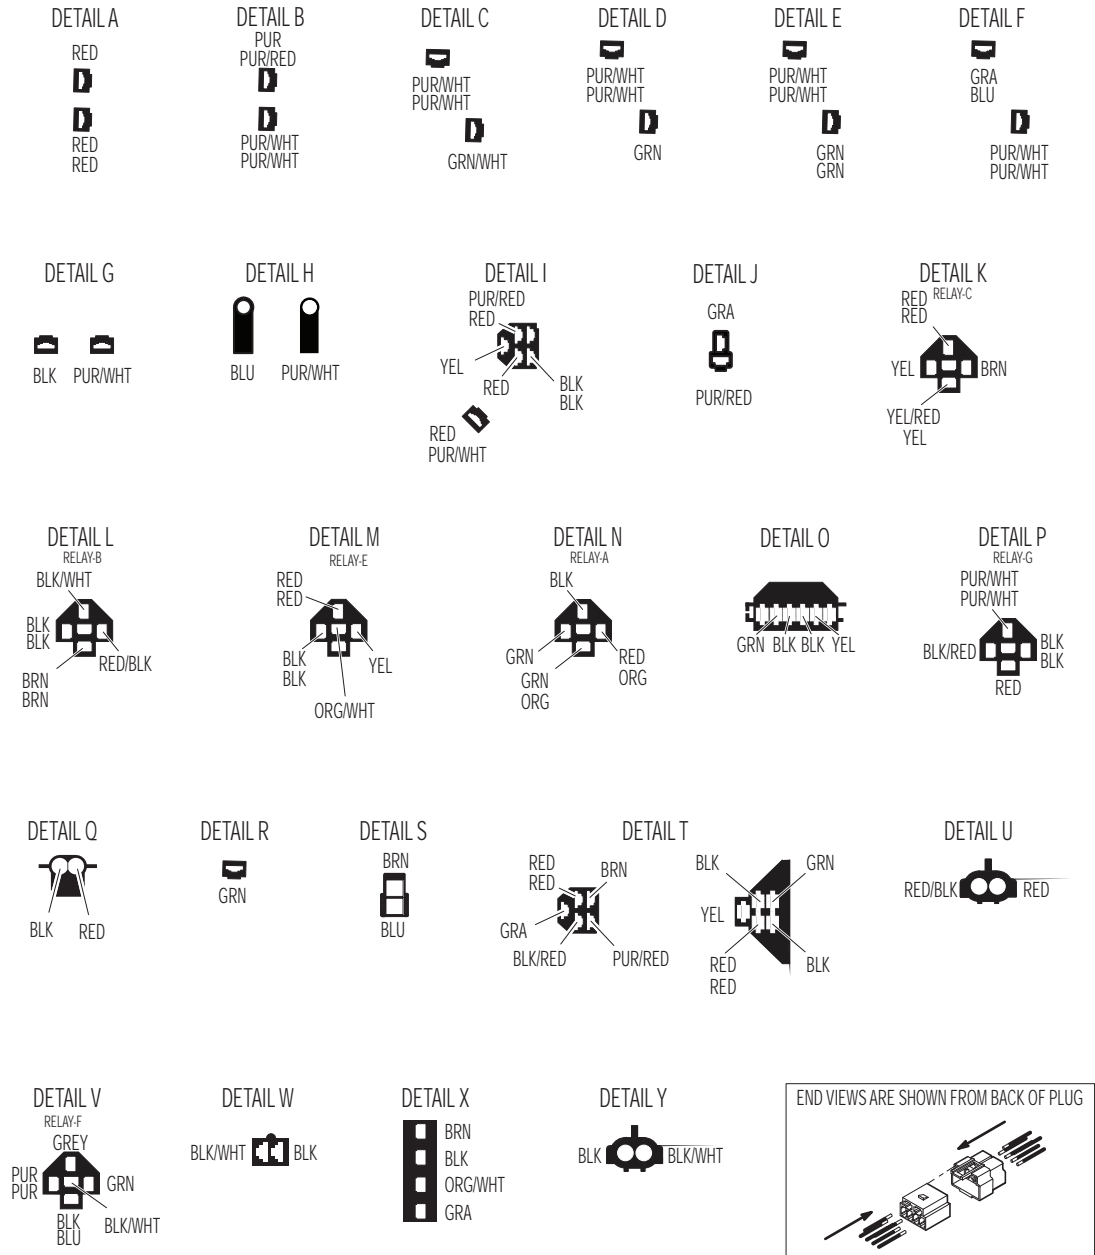 DETAIL A
RED
RED
RED
DETAIL B
PUR
PUR/RED
PUR/WHT
PUR/WHT
DETAIL C
PUR/WHT
PUR/WHT
GRN/WHT
DETAIL D
PUR/WHT
PUR/WHT
GRN
DETAIL E
PUR/WHT
PUR/WHT
GRN
GRN
DETAIL F
GRA
BLU
PUR/WHT
PUR/WHT
DETAIL G
BLK
PUR/WHT
DETAIL H
BLU
PUR/WHT
DETAIL I
PUR/RED
RED
YEL
RED
BLK
BLK
RED
PUR/WHT
DETAIL J
GRA
PUR/RED
DETAIL K
RELAY-C
RED
RED
YEL
BRN
YEL/RED
YEL
DETAIL L
RELAY-B
BLK/WHT
BLK
BLK
RED/BLK
BRN
BRN
DETAIL M
RELAY-E
RED
RED
BLK
BLK
YEL
ORG/WHT
DETAIL N
RELAY-A
BLK
GRN
GRN
ORG
RED
ORG
DETAIL O
GRN BLK BLK YEL
DETAIL P
RELAY-G
PUR/WHT
PUR/WHT
BLK/RED
BLK
BLK
RED
DETAIL Q
BLK
RED
DETAIL R
GRN
DETAIL S
BRN
BLU
DETAIL T
RED
RED
BRN
GRA
BLK/RED
PUR/RED
BLK
GRN
YEL
RED
RED
BLK
DETAIL U
RED/BLK
RED
DETAIL V
RELAY-F
GREY
PUR
PUR
GRN
BLK
BLU
BLK/WHT
DETAIL W
BLK/WHT
BLK
DETAIL X
BRN
BLK
ORG/WHT
GRA
DETAIL Y
BLK
BLK/WHT
END VIEWS ARE SHOWN FROM BACK OF PLUG